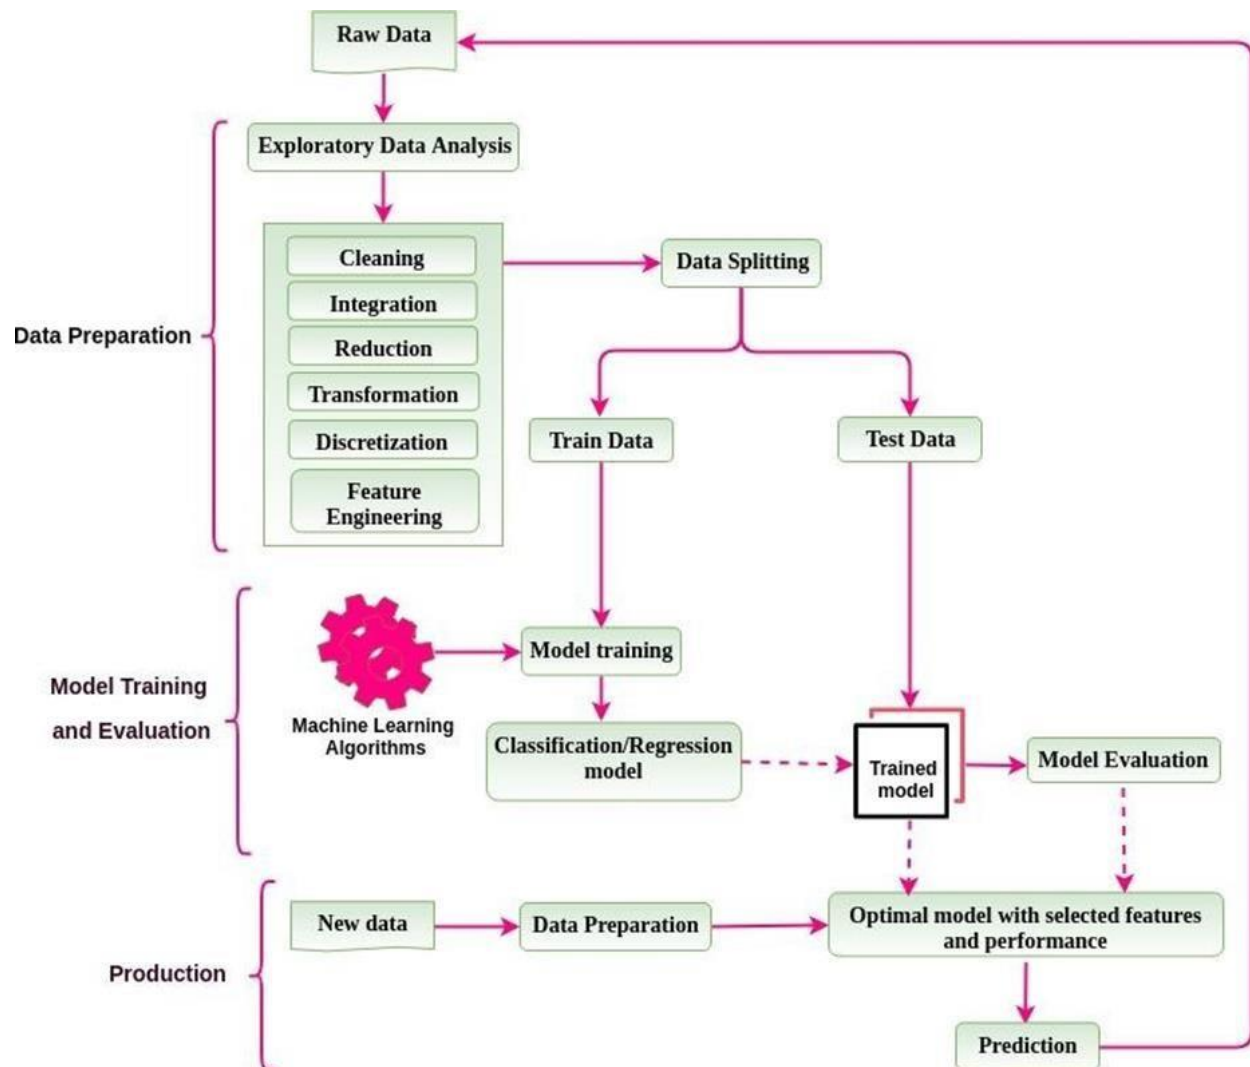 Raw Data
Exploratory Data Analysis
Cleaning
Integration
Reduction
Transformation
Discretization
Feature
Engineering
Data Preparation
Data Splitting
Train Data
Test Data
Model Training
and Evaluation
Machine Learning
Algorithms
Model training
Classification/Regression
model
Trained
model
Model Evaluation
Production
New data
Data Preparation
Optimal model with selected features
and performance
Prediction